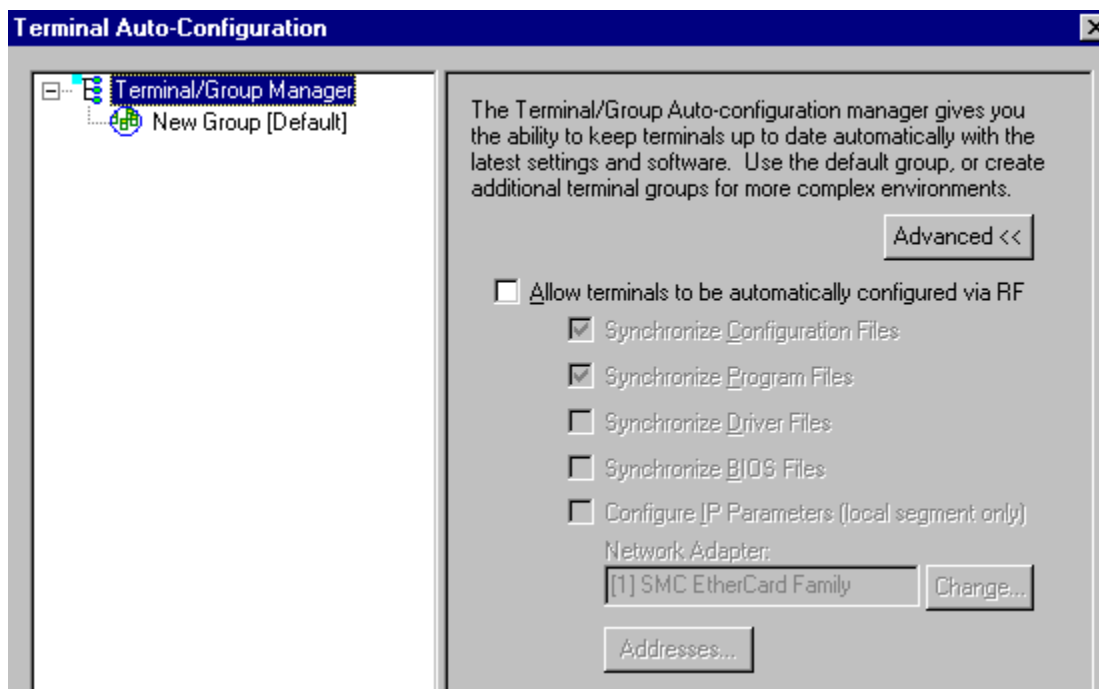 Terminal Auto-Configuration
Terminal/Group Manager
New Group [Default]
The Terminal/Group Auto-configuration manager gives you
the ability to keep terminals up to date automatically with the
latest settings and software. Use the default group, or create
additional terminal groups for more complex environments.
Advanced <<
Allow terminals to be automatically configured via RF
Synchronize Configuration Files
Synchronize Program Files
Synchronize Driver Files
Synchronize BIOS Files
Configure IP Parameters (local segment only)
Network Adapter:
[1] SMC EtherCard Family
Change...
Addresses...